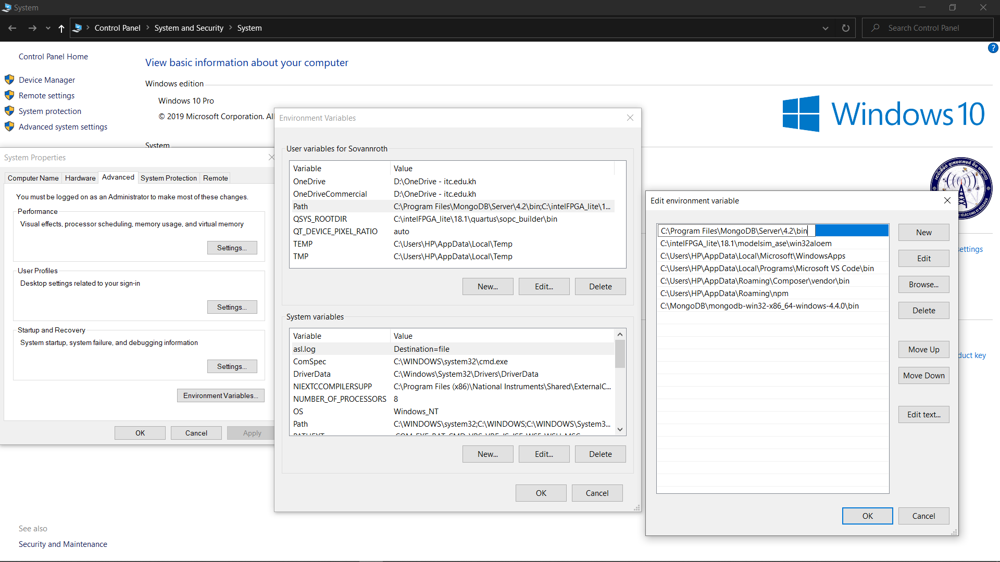 System
Control Panel
System and Security
System
Search Control Panel
Control Panel Home
Device Manager
Remote settings
System protection
Advanced system settings
View basic information about your computer
Windows edition
Windows 10 Pro
© 2019 Microsoft Corporation. All
System
Windows 10
?
System Properties
Computer Name
Hardware
Advanced
System Protection
Remote
You must be logged on as an Administrator to make most of these changes.
Performance
Visual effects, processor scheduling, memory usage, and virtual memory
Settings...
User Profiles
Desktop settings related to your sign-in
Settings...
Startup and Recovery
System startup, system failure, and debugging information
Settings...
Environment Variables...
OK
Cancel
Apply
See also
Security and Maintenance
Environment Variables
User variables for Sovannroth
Variable Value
OneDrive D:\OneDrive - itc.edu.kh
OneDriveCommercial D:\OneDrive - itc.edu.kh
Path C:\Program Files\MongoDB\Server\4.2\bin;C:\intelFPGA_lite\1...
QSYS_ROOTDIR C:\intelFPGA_lite\18.1\quartus\sopc_builder\bin
QT_DEVICE_PIXEL_RATIO auto
TEMP C:\Users\HP\AppData\Local\Temp
TMP C:\Users\HP\AppData\Local\Temp
New...
Edit...
Delete
System variables
Variable Value
asl.log Destination=file
ComSpec C:\WINDOWS\system32\cmd.exe
DriverData C:\Windows\System32\Drivers\DriverData
NIEXTCCOMPILERSUPP C:\Program Files (x86)\National Instruments\Shared\ExternalC...
NUMBER_OF_PROCESSORS 8
OS Windows_NT
Path C:\WINDOWS\system32;C:\WINDOWS;C:\WINDOWS\System3...
PATHEXT .COM;.EXE;.BAT;.CMD;.VBS;.VBE;.JS;.JSE;.WSF;.WSH;.MSC
New...
Edit...
Delete
OK
Cancel
Edit environment variable
C:\Program Files\MongoDB\Server\4.2\bin
C:\intelFPGA_lite\18.1\modelsim_ase\win32aloem
C:\Users\HP\AppData\Local\Microsoft\WindowsApps
C:\Users\HP\AppData\Local\Programs\Microsoft VS Code\bin
C:\Users\HP\AppData\Roaming\Composer\vendor\bin
C:\Users\HP\AppData\Roaming\npm
C:\MongoDB\mongodb-win32-x86_64-windows-4.4.0\bin
New
Edit
Browse...
Delete
Move Up
Move Down
Edit text...
OK
Cancel
ettings
duct key